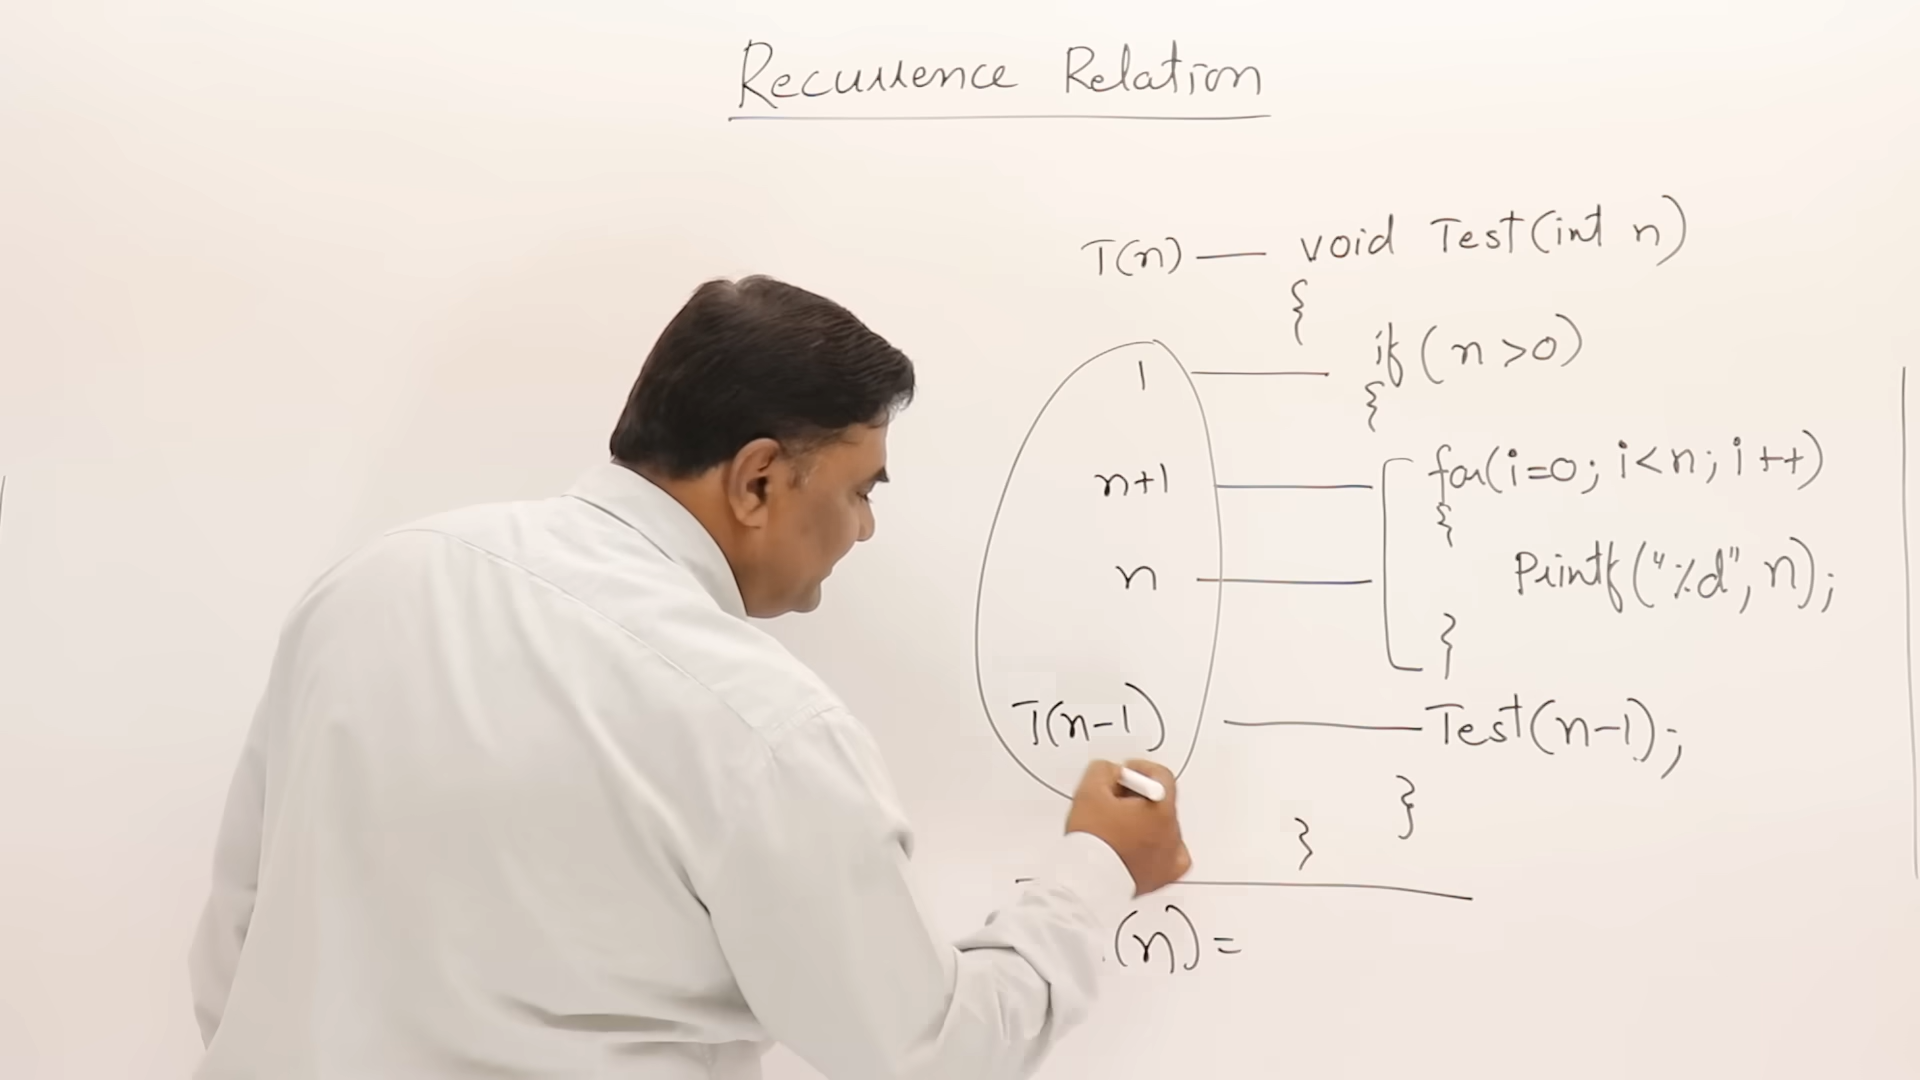 Recurrence Relation
T(n) — void Test(int n)
{
1 — if (n>0)
{
n+1 — for(i=0; i<n; i++)
{
n — Printf("%d", n);
}
T(n-1) — Test(n-1);
}
}
(n) =